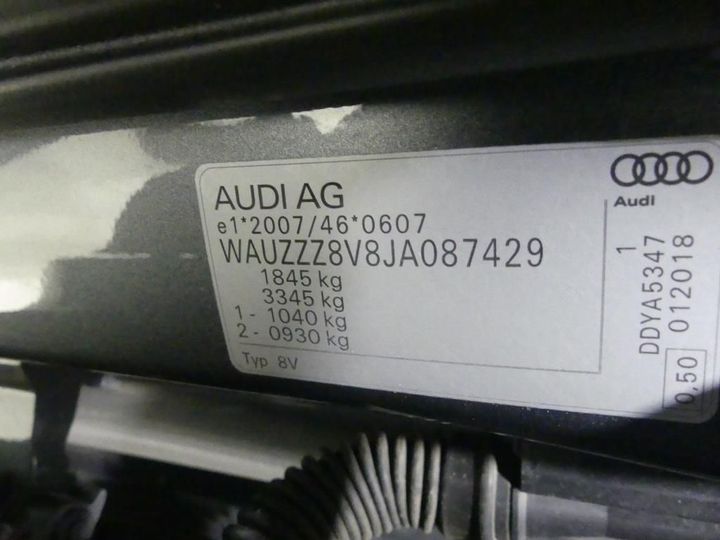 AUDI AG
e1*2007/46*0607
WAUZZZ8V8JA087429
1845 kg
3345 kg
1 - 1040 kg
2 - 0930 kg
Typ 8V
Audi
1
DDYA5347
012018
0,50